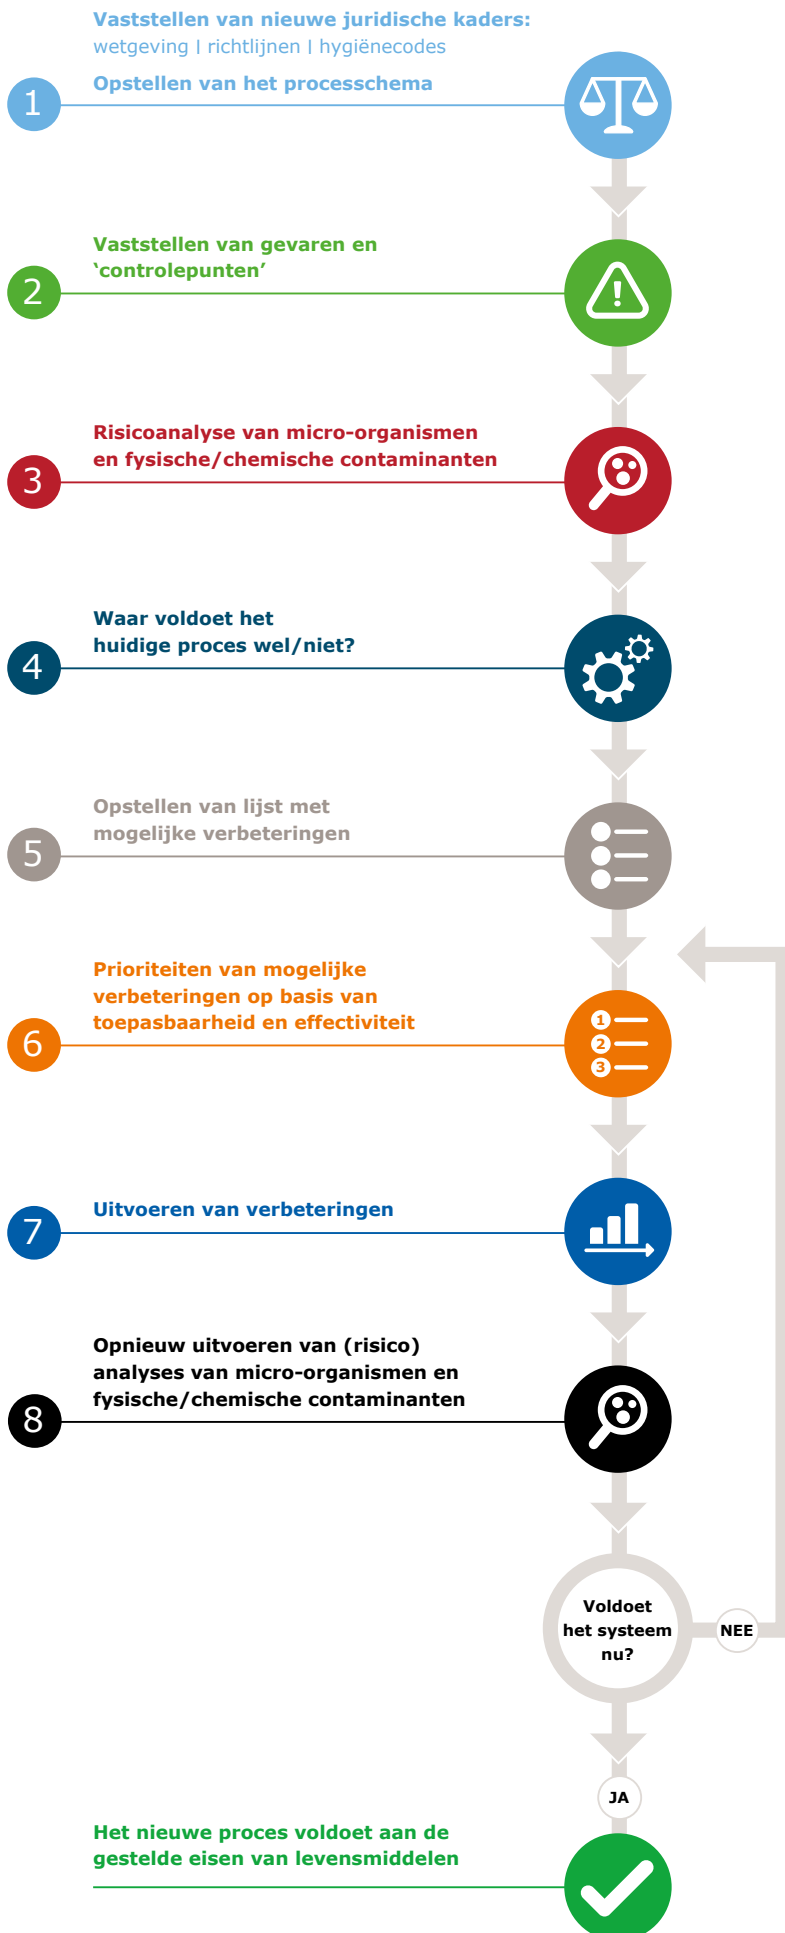 Vaststellen van nieuwe juridische kaders:
wetgeving | richtlijnen | hygiënecodes
Opstellen van het processchema
1
Vaststellen van gevaren en
‘controlepunten’
2
!
Risicoanalyse van micro-organismen
en fysische/chemische contaminanten
3
Waar voldoet het
huidige proces wel/niet?
4
Opstellen van lijst met
mogelijke verbeteringen
5
Prioriteiten van mogelijke
verbeteringen op basis van
toepasbaarheid en effectiviteit
6
1
2
3
Uitvoeren van verbeteringen
7
Opnieuw uitvoeren van (risico)
analyses van micro-organismen en
fysische/chemische contaminanten
8
Voldoet
het systeem
nu?
NEE
JA
Het nieuwe proces voldoet aan de
gestelde eisen van levensmiddelen